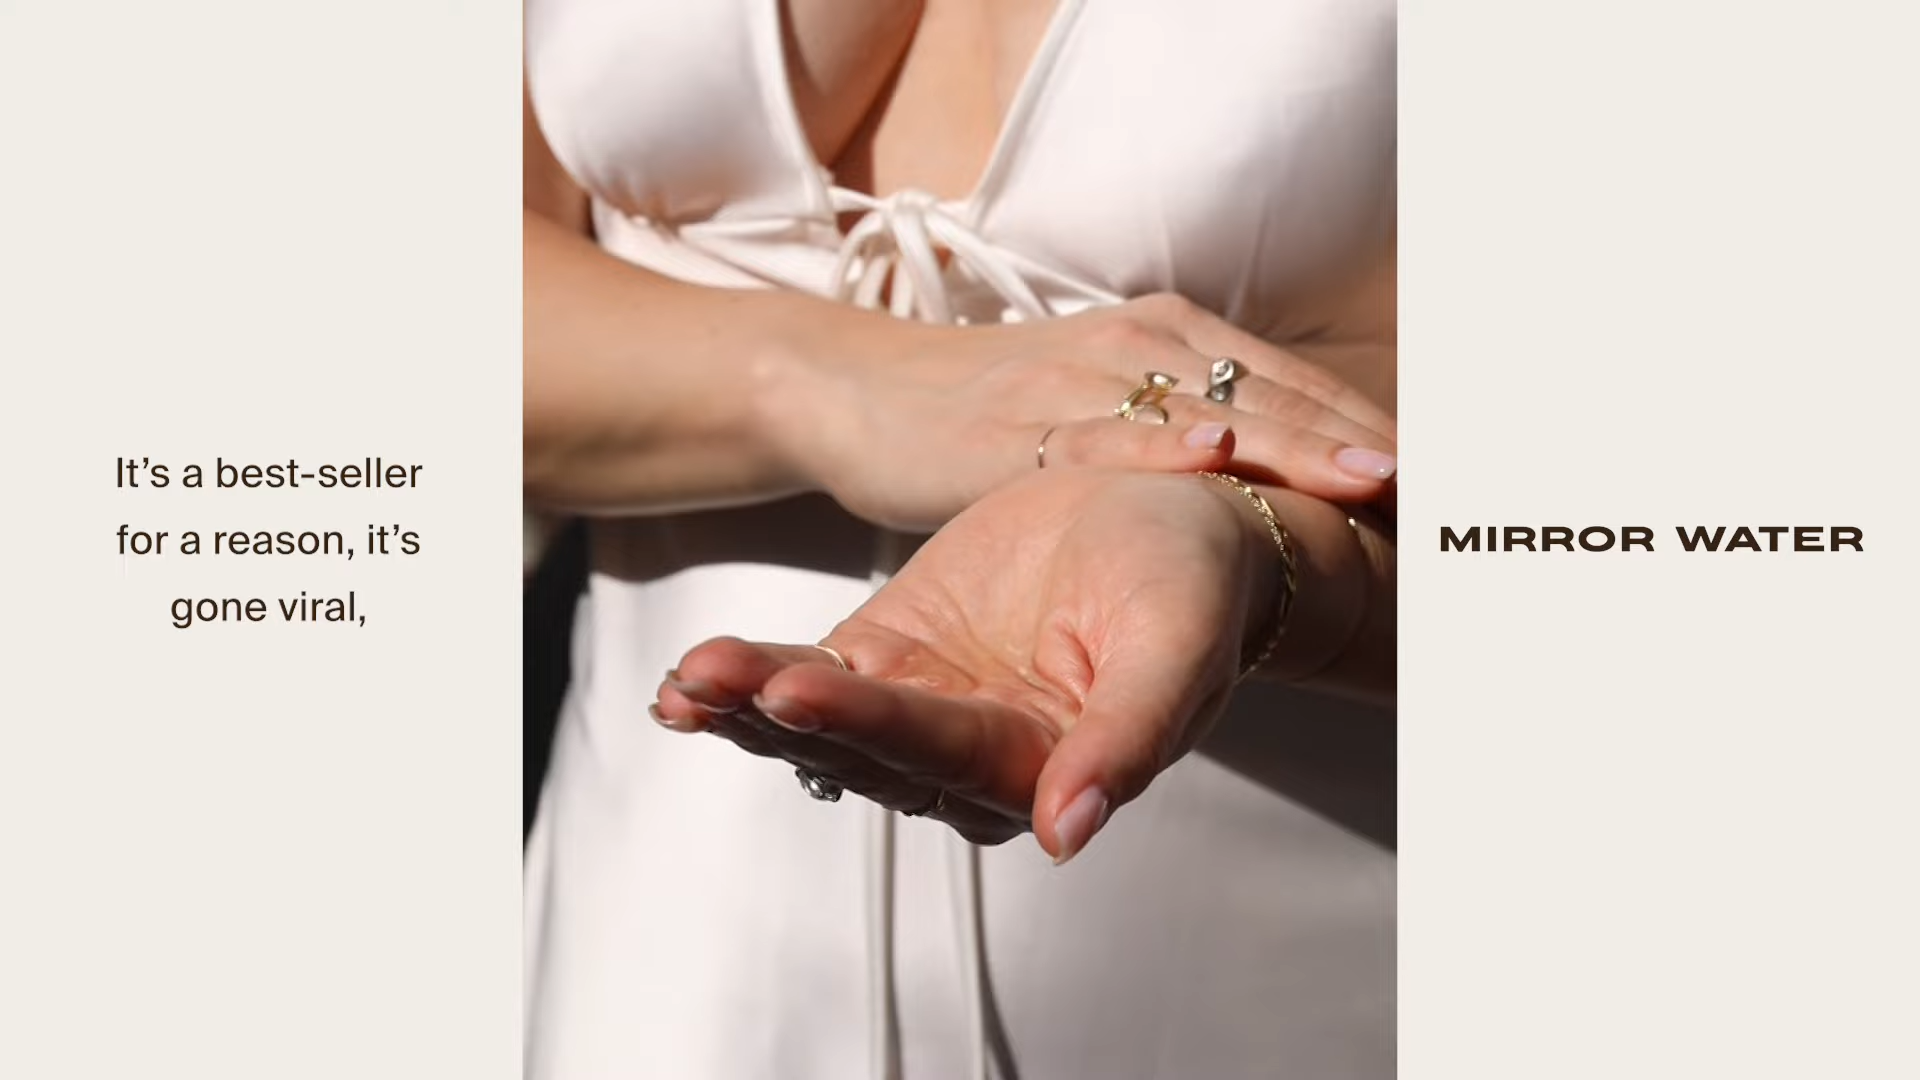 It’s a best-seller
for a reason, it’s
gone viral,
MIRROR WATER